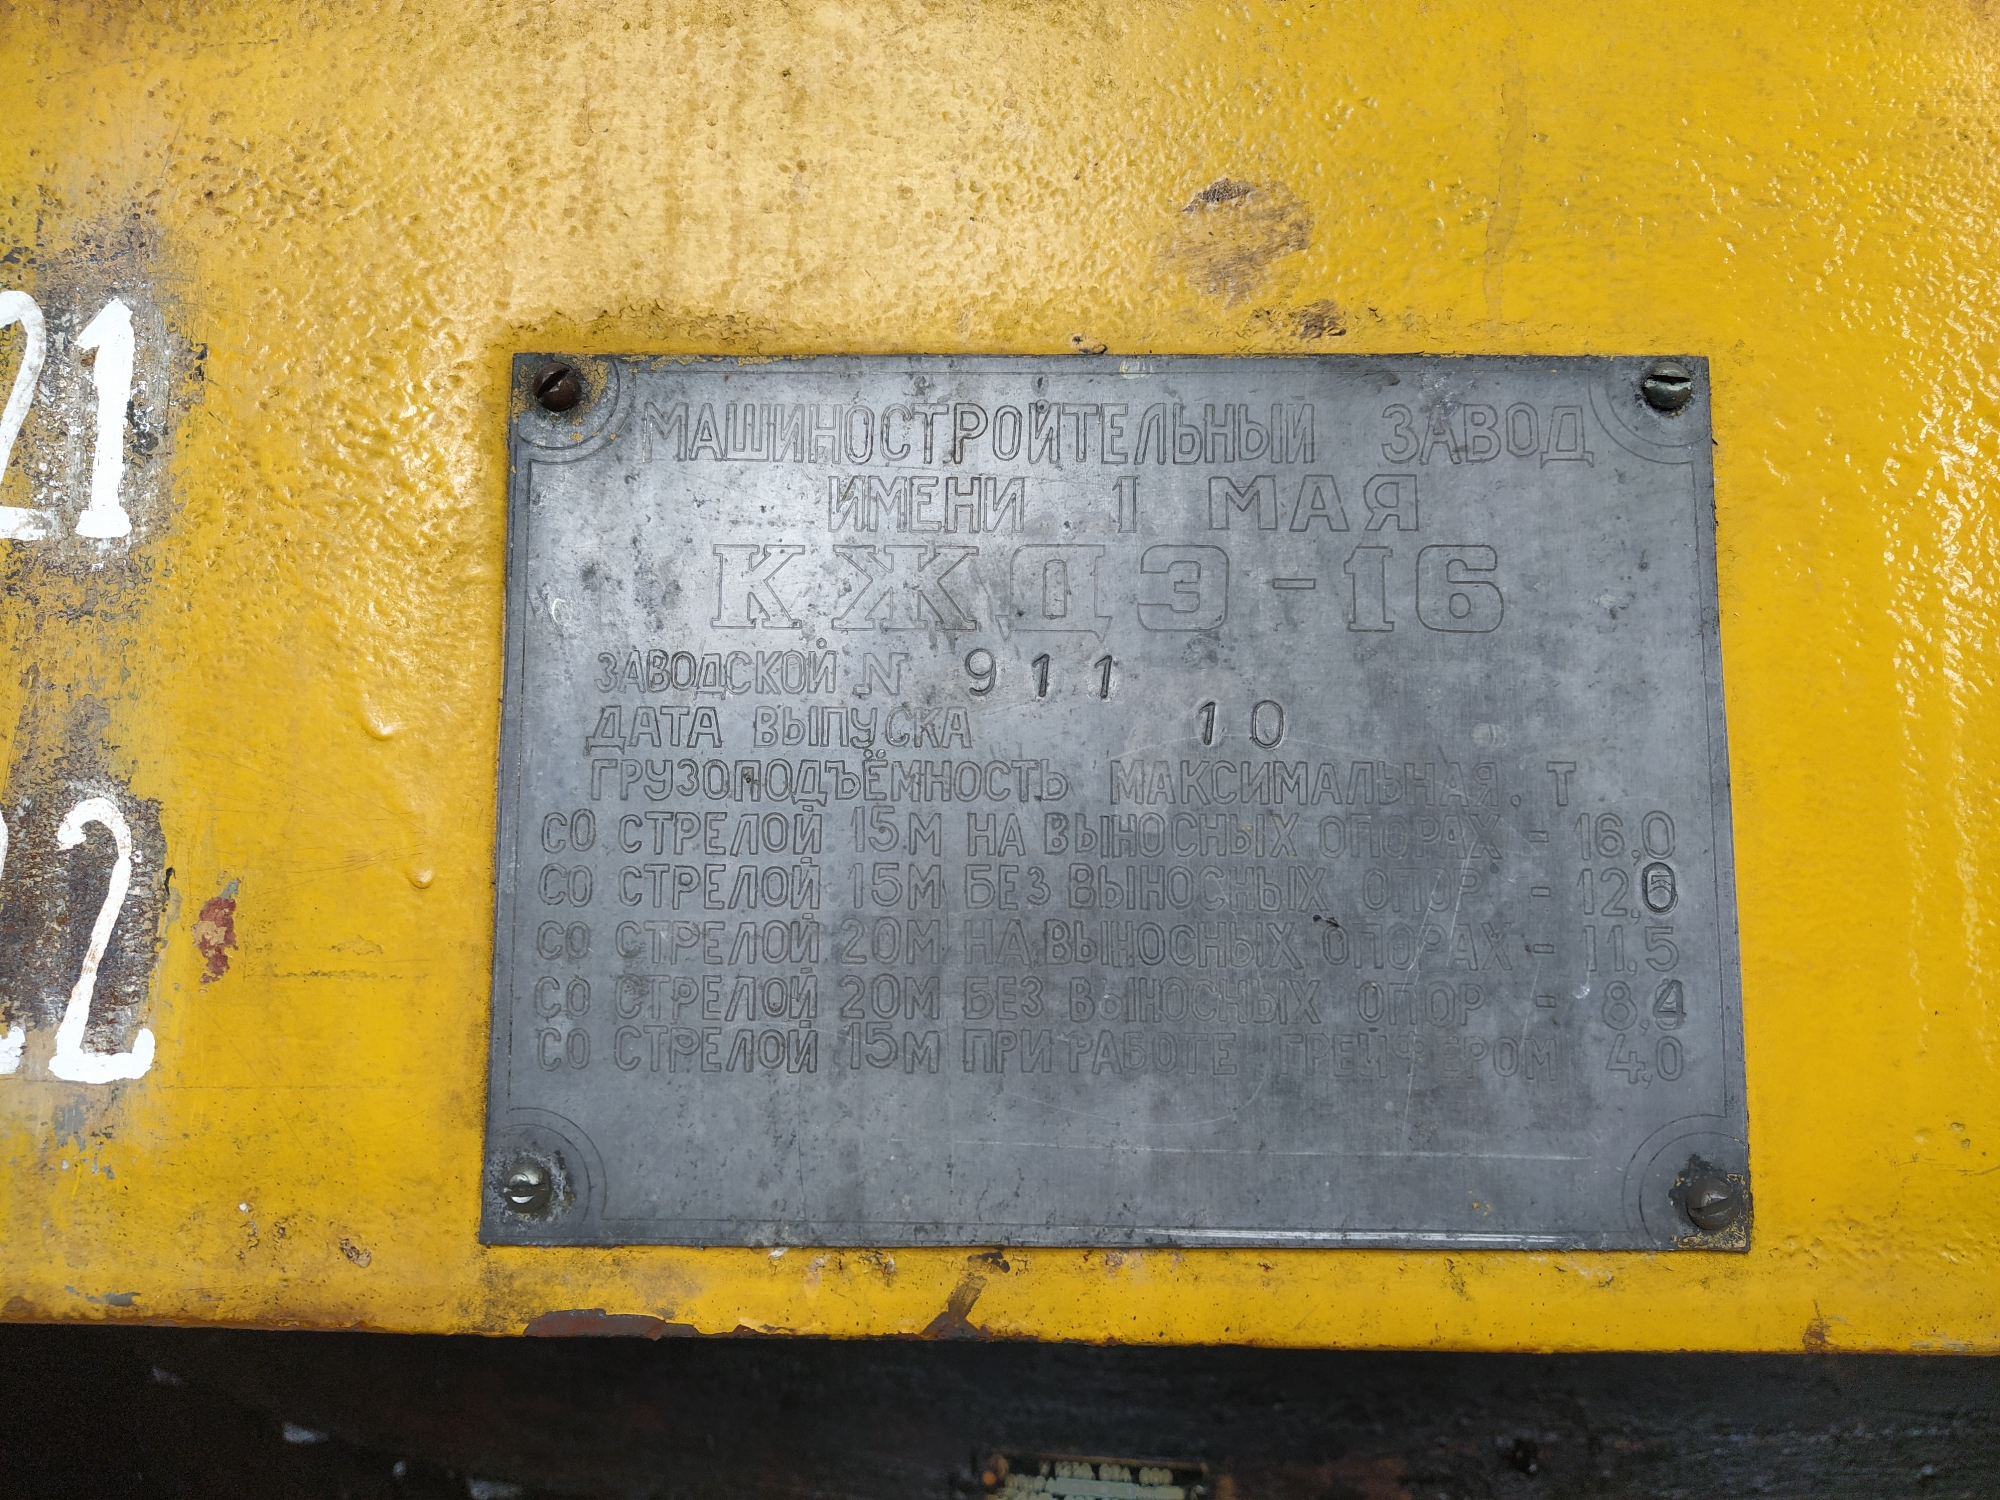 21
МАШИНОСТРОИТЕЛЬНЫЙ ЗАВОД
ИМЕНИ 1 МАЯ
КЖДЭ-16
ЗАВОДСКОЙ N 911
ДАТА ВЫПУСКА 10
ГРУЗОПОДЪЁМНОСТЬ МАКСИМАЛЬНАЯ, Т
СО СТРЕЛОЙ 15М НА ВЫНОСНЫХ ОПОРАХ - 16,0
СО СТРЕЛОЙ 15М БЕЗ ВЫНОСНЫХ ОПОР - 12,0
СО СТРЕЛОЙ 20М НА ВЫНОСНЫХ ОПОРАХ - 11,5
СО СТРЕЛОЙ 20М БЕЗ ВЫНОСНЫХ ОПОР - 8,4
СО СТРЕЛОЙ 15М ПРИ РАБОТЕ ГРЕЙФЕРОМ 4,0
22